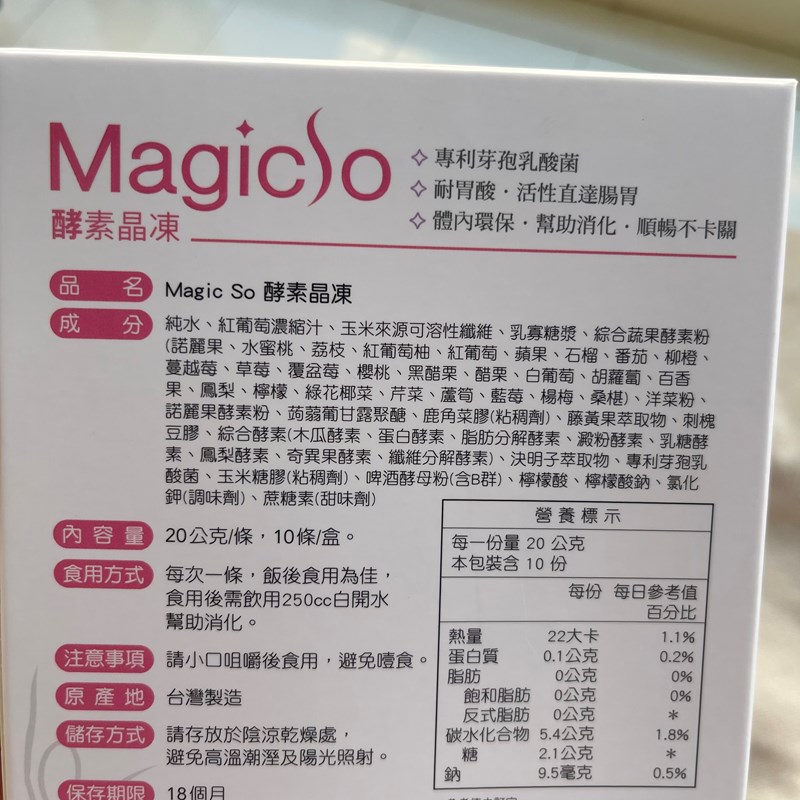 MagicSo
酵素晶凍
✧ 專利芽孢乳酸菌
✧ 耐胃酸・活性直達腸胃
✧ 體內環保・幫助消化・順暢不卡關
品名 Magic So 酵素晶凍
成分 純水、紅葡萄濃縮汁、玉米來源可溶性纖維、乳寡糖漿、綜合蔬果酵素粉
(諾麗果、水蜜桃、荔枝、紅葡萄柚、紅葡萄、蘋果、石榴、番茄、柳橙、
蔓越莓、草莓、覆盆莓、櫻桃、黑醋栗、醋栗、白葡萄、胡蘿蔔、百香
果、鳳梨、檸檬、綠花椰菜、芹菜、蘆筍、藍莓、楊梅、桑椹)、洋菜粉、
諾麗果酵素粉、蒟蒻葡甘露聚醣、鹿角菜膠(粘稠劑)、藤黃果萃取物、刺槐
豆膠、綜合酵素(木瓜酵素、蛋白酵素、脂肪分解酵素、澱粉酵素、乳糖酵
素、鳳梨酵素、奇異果酵素、纖維分解酵素)、決明子萃取物、專利芽孢乳
酸菌、玉米糖膠(粘稠劑)、啤酒酵母粉(含B群)、檸檬酸、檸檬酸鈉、氯化
鉀(調味劑)、蔗糖素(甜味劑)
內容量 20公克/條，10條/盒。
食用方式 每次一條，飯後食用為佳，
食用後需飲用250cc白開水
幫助消化。
注意事項 請小口咀嚼後食用，避免噎食。
原產地 台灣製造
儲存方式 請存放於陰涼乾燥處，
避免高溫潮溼及陽光照射。
保存期限 18個月
營養標示
每一份量 20 公克
本包裝含 10 份
每份 每日參考值
百分比
熱量 22大卡 1.1%
蛋白質 0.1公克 0.2%
脂肪 0公克 0%
飽和脂肪 0公克 0%
反式脂肪 0公克 *
碳水化合物 5.4公克 1.8%
糖 2.1公克 *
鈉 9.5毫克 0.5%